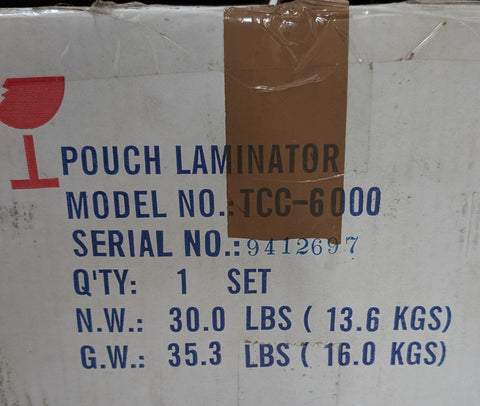 POUCH LAMINATOR
MODEL NO.: TCC-6000
SERIAL NO.: 9412697
Q'TY: 1 SET
N.W.: 30.0 LBS ( 13.6 KGS)
G.W.: 35.3 LBS ( 16.0 KGS)